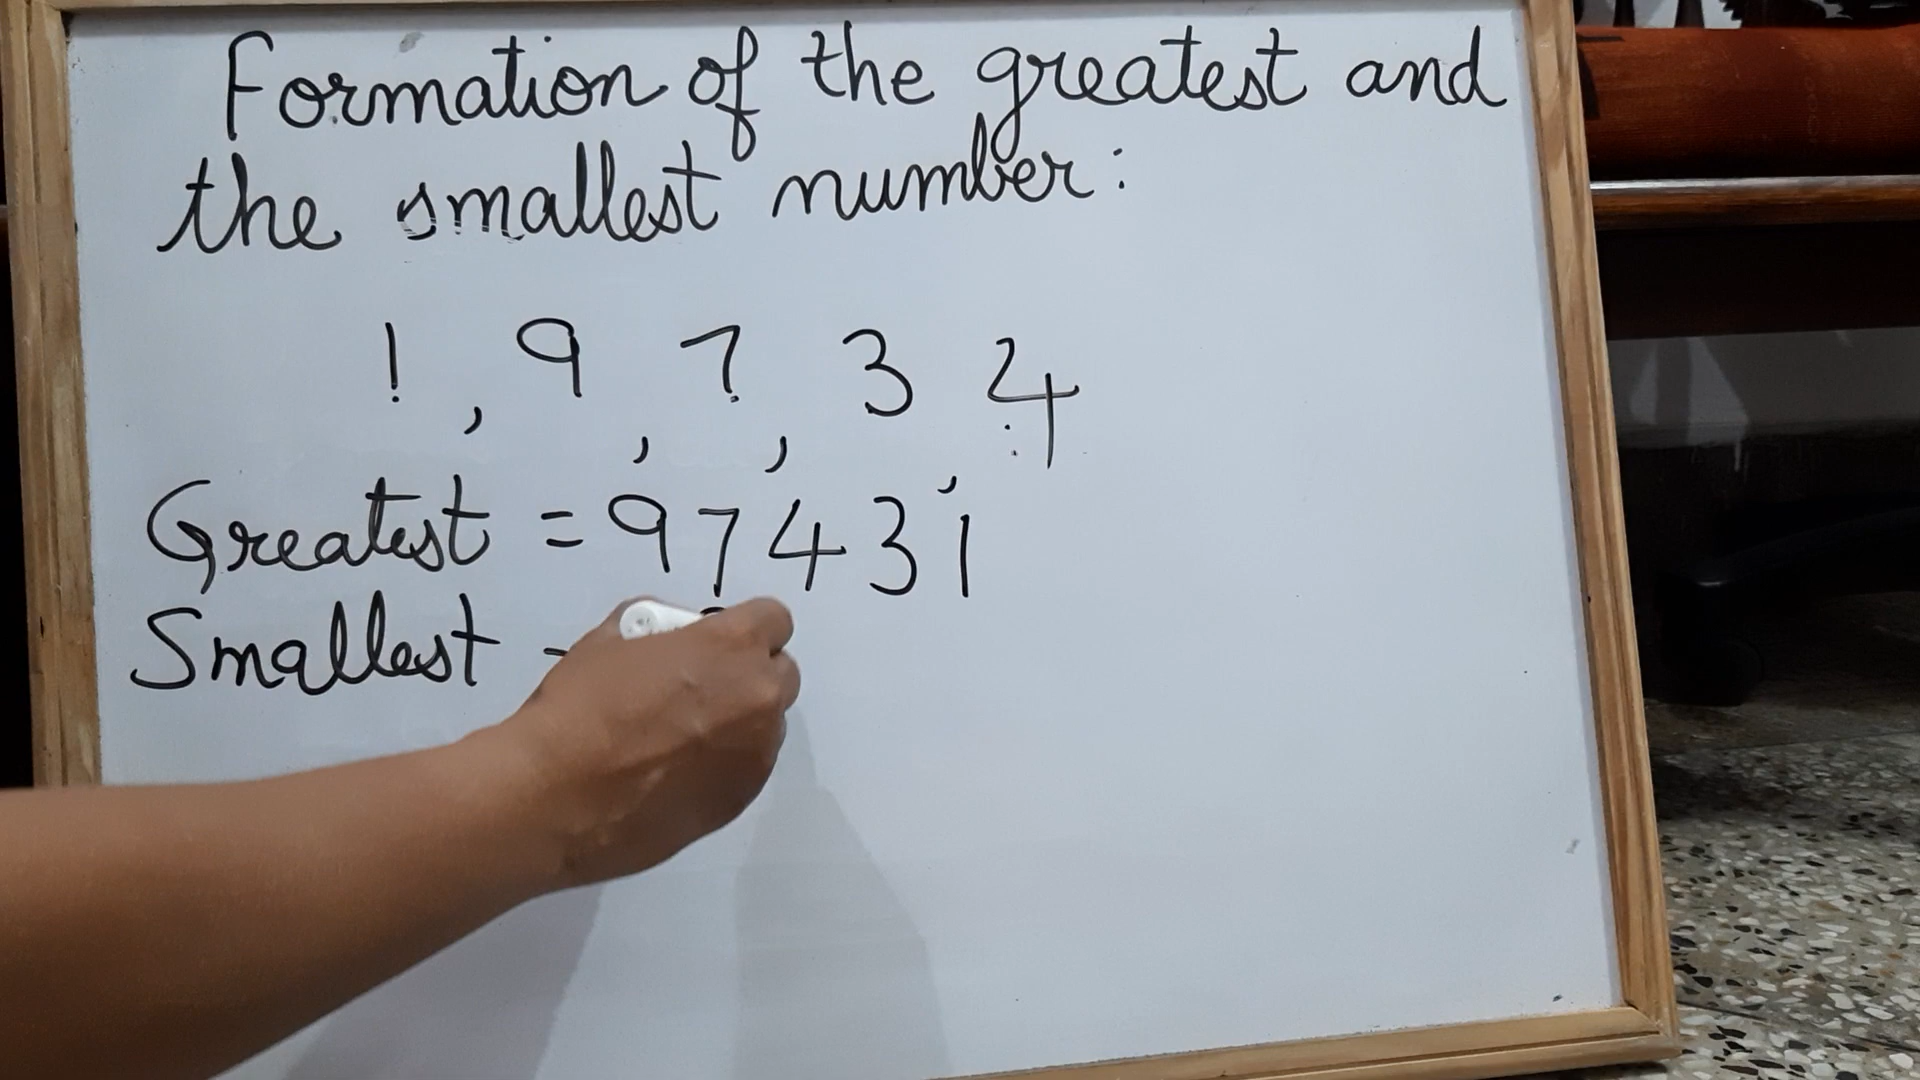 Formation of the greatest and
the smallest number:
1, 9, 7, 3, 4
Greatest = 97431
Smallest =